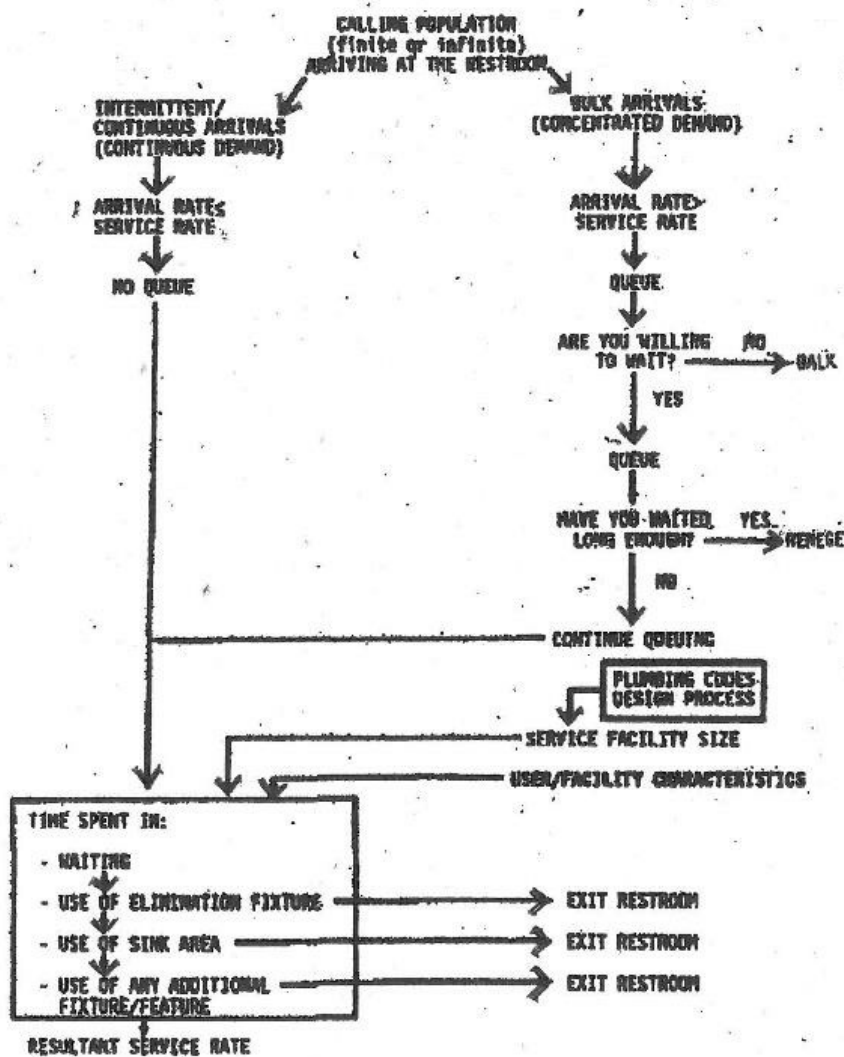 CALLING POPULATION
(finite or infinite)
ARRIVING AT THE RESTROOM
INTERMITTENT/
CONTINUOUS ARRIVALS
(CONTINUOUS DEMAND)
BULK ARRIVALS
(CONCENTRATED DEMAND)
ARRIVAL RATE≤
SERVICE RATE
ARRIVAL RATE>
SERVICE RATE
NO QUEUE
QUEUE
ARE YOU WILLING
TO WAIT?
NO
BALK
YES
QUEUE
HAVE YOU WAITED
LONG ENOUGH?
YES
RENEGE
NO
CONTINUE QUEUING
PLUMBING CODES
DESIGN PROCESS
SERVICE FACILITY SIZE
USER/FACILITY CHARACTERISTICS
TIME SPENT IN:
- WAITING
- USE OF ELIMINATION FIXTURE
EXIT RESTROOM
- USE OF SINK AREA
EXIT RESTROOM
- USE OF ANY ADDITIONAL
FIXTURE/FEATURE
EXIT RESTROOM
RESULTANT SERVICE RATE